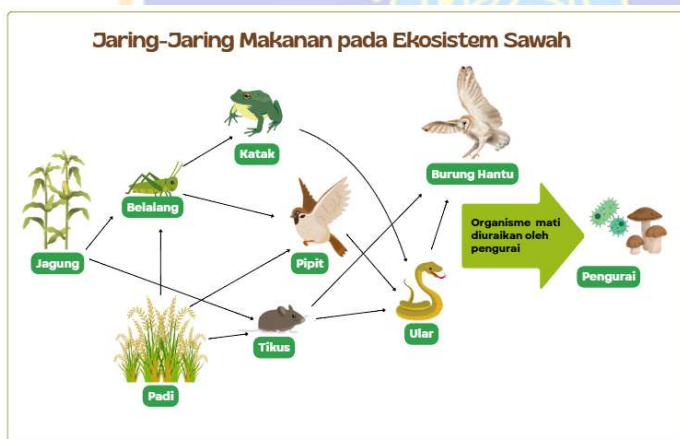 Jaring-Jaring Makanan pada Ekosistem Sawah
Katak
Burung Hantu
Belalang
Organisme mati
diuraikan oleh
pengurai
Jagung
Pipit
Pengurai
Tikus
Ular
Padi